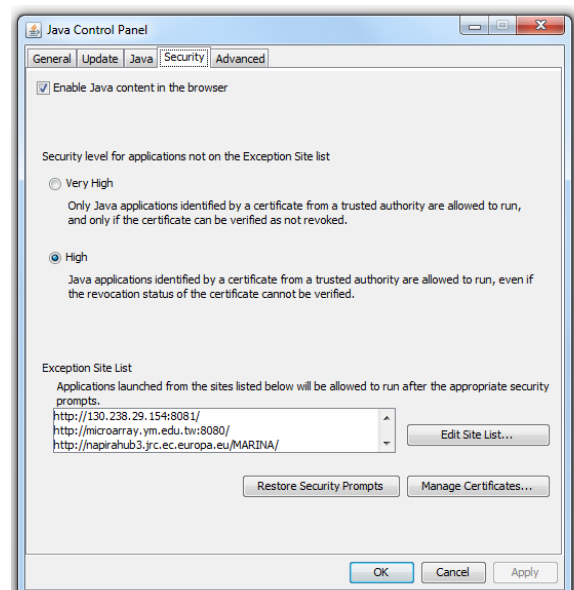 Java Control Panel
General Update Java Security Advanced
Enable Java content in the browser
Security level for applications not on the Exception Site list
Very High
Only Java applications identified by a certificate from a trusted authority are allowed to run,
and only if the certificate can be verified as not revoked.
High
Java applications identified by a certificate from a trusted authority are allowed to run, even if
the revocation status of the certificate cannot be verified.
Exception Site List
Applications launched from the sites listed below will be allowed to run after the appropriate security
prompts.
http://130.238.29.154:8081/
http://microarray.ym.edu.tw:8080/
http://napirahub3.jrc.ec.europa.eu/MARINA/
Edit Site List...
Restore Security Prompts Manage Certificates...
OK Cancel Apply